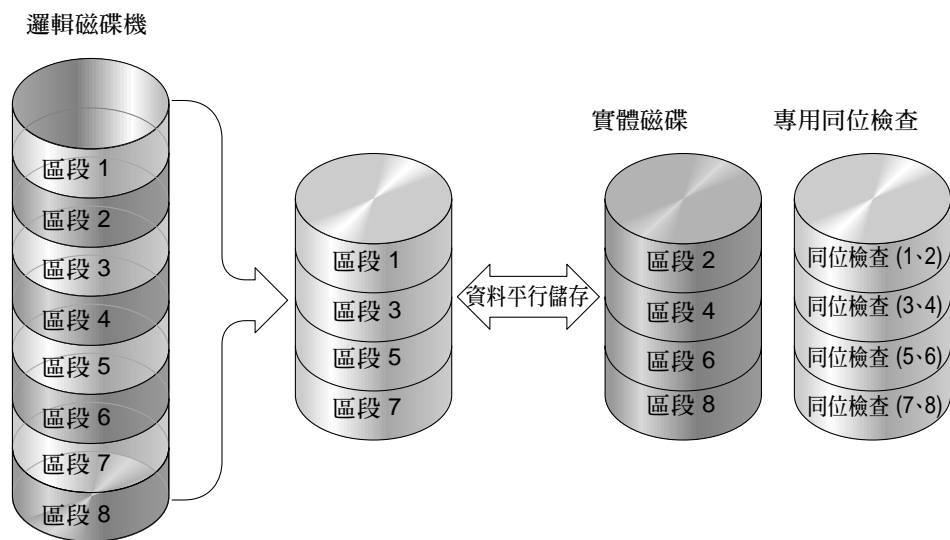 邏輯磁碟機
區段 1
區段 2
區段 3
區段 4
區段 5
區段 6
區段 7
區段 8
區段 1
區段 3
區段 5
區段 7
資料平行儲存
實體磁碟
區段 2
區段 4
區段 6
區段 8
專用同位檢查
同位檢查 (1、2)
同位檢查 (3、4)
同位檢查 (5、6)
同位檢查 (7、8)